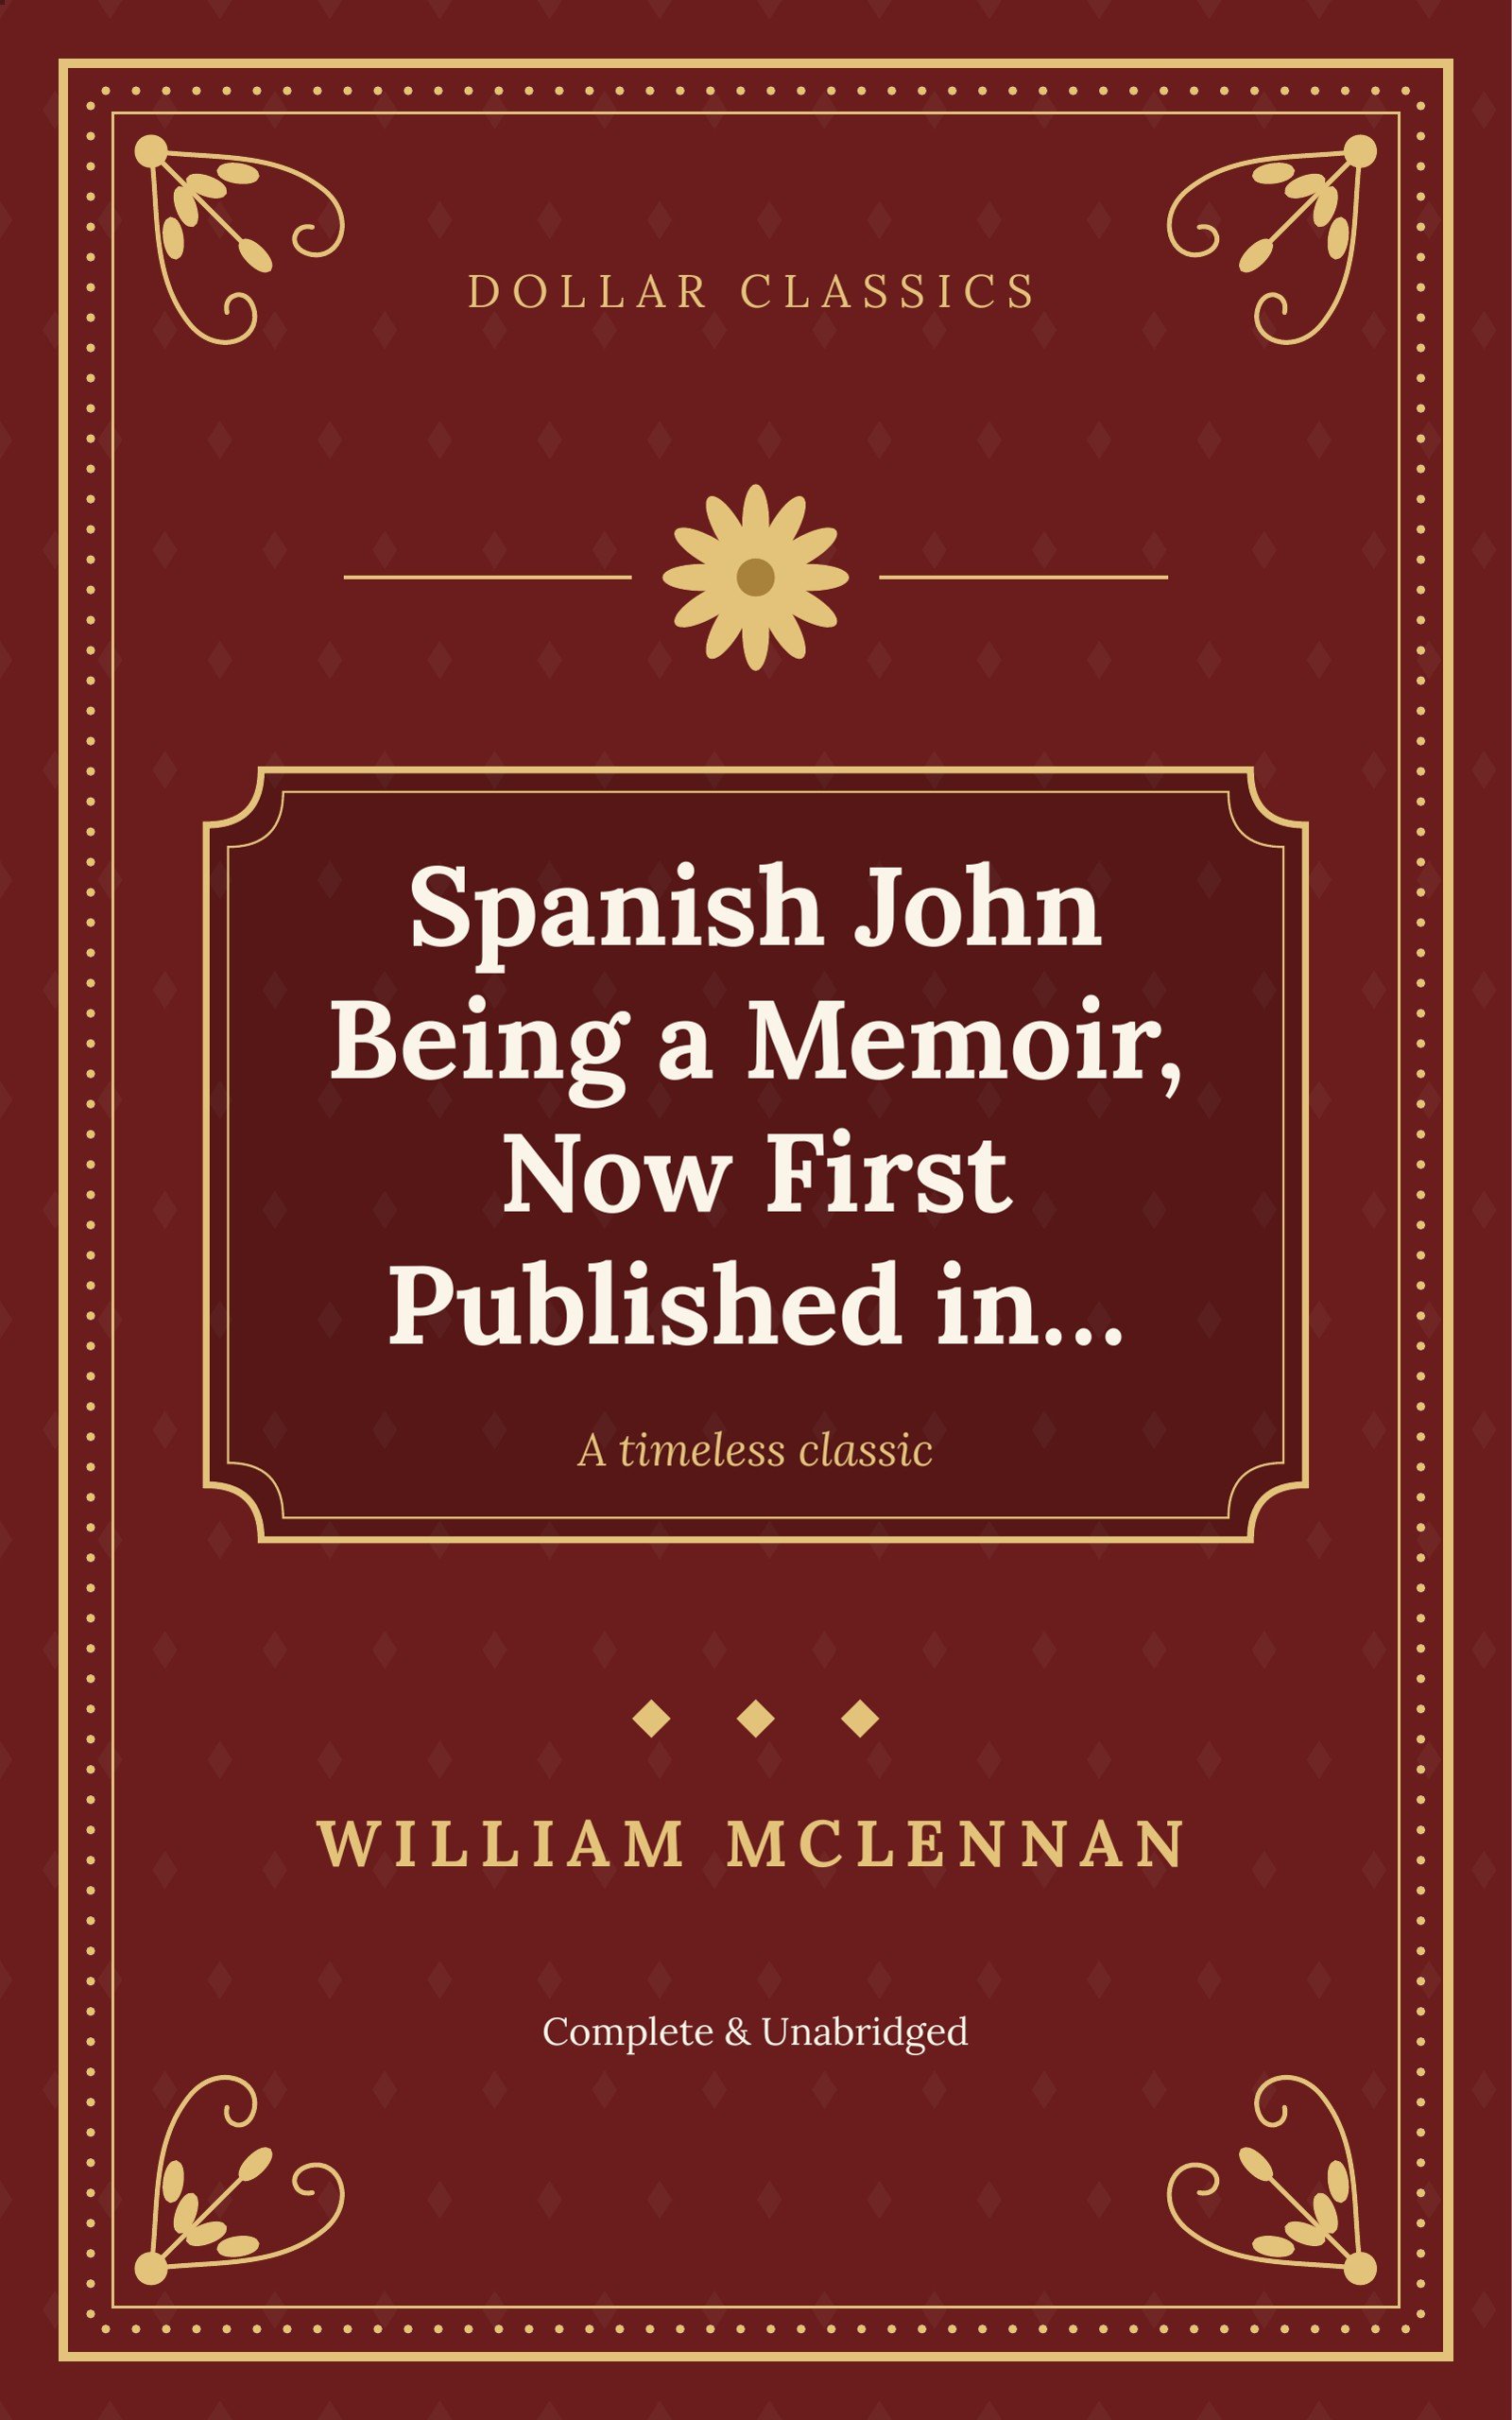 DOLLAR CLASSICS
Spanish John
Being a Memoir,
Now First
Published in...
A timeless classic
WILLIAM MCLENNAN
Complete & Unabridged